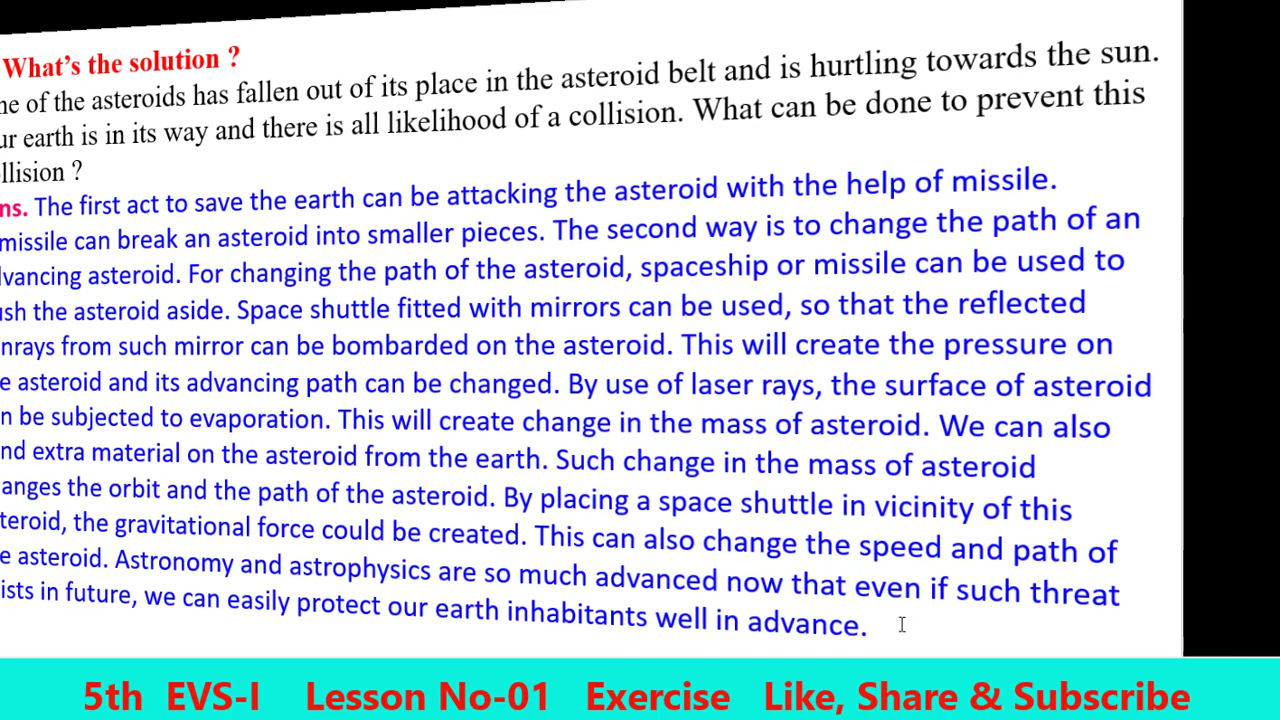 What's the solution ?
ne of the asteroids has fallen out of its place in the asteroid belt and is hurtling towards the sun.
ur earth is in its way and there is all likelihood of a collision. What can be done to prevent this
llision ?
ns. The first act to save the earth can be attacking the asteroid with the help of missile.
missile can break an asteroid into smaller pieces. The second way is to change the path of an
dvancing asteroid. For changing the path of the asteroid, spaceship or missile can be used to
ush the asteroid aside. Space shuttle fitted with mirrors can be used, so that the reflected
nrays from such mirror can be bombarded on the asteroid. This will create the pressure on
e asteroid and its advancing path can be changed. By use of laser rays, the surface of asteroid
n be subjected to evaporation. This will create change in the mass of asteroid. We can also
nd extra material on the asteroid from the earth. Such change in the mass of asteroid
anges the orbit and the path of the asteroid. By placing a space shuttle in vicinity of this
teroid, the gravitational force could be created. This can also change the speed and path of
e asteroid. Astronomy and astrophysics are so much advanced now that even if such threat
ists in future, we can easily protect our earth inhabitants well in advance.
5th EVS-I Lesson No-01 Exercise Like, Share & Subscribe